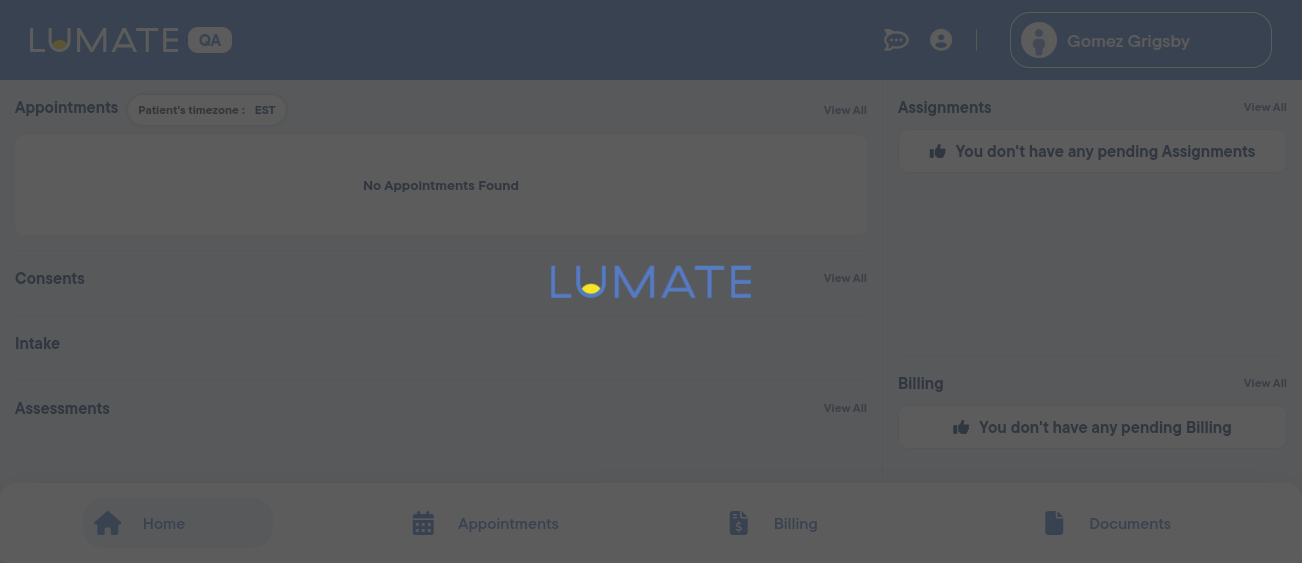 LUMATE QA
Gomez Grigsby
Appointments Patient's timezone : EST View All
No Appointments Found
Consents View All
Intake
Assessments View All
Assignments View All
You don't have any pending Assignments
Billing View All
You don't have any pending Billing
LUMATE
Home Appointments Billing Documents